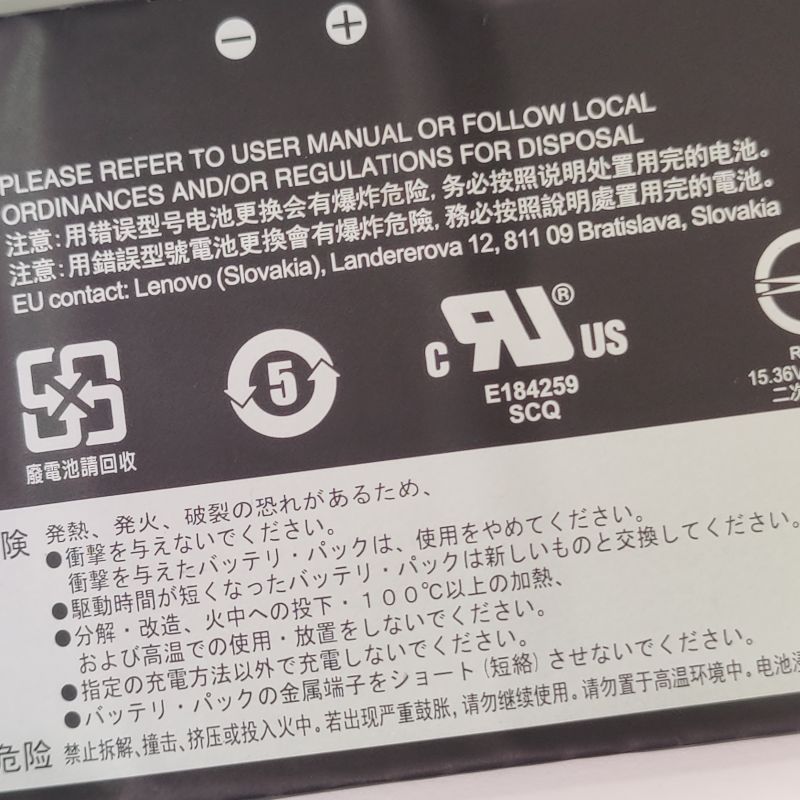 − +
PLEASE REFER TO USER MANUAL OR FOLLOW LOCAL
ORDINANCES AND/OR REGULATIONS FOR DISPOSAL
注意:用错误型号电池更换会有爆炸危险,务必按照说明处置用完的电池。
注意:用錯誤型號電池更換會有爆炸危險,務必按照說明處置用完的電池。
EU contact: Lenovo (Slovakia), Landererova 12, 811 09 Bratislava, Slovakia
廢電池請回收
5
C RU® US
E184259
SCQ
R
15.36V
二次
険 発熱、発火、破裂の恐れがあるため、
●衝撃を与えないでください。
衝撃を与えたバッテリ・パックは、使用をやめてください。
●駆動時間が短くなったバッテリ・パックは新しいものと交換してください。
●分解・改造、火中への投下・100℃以上の加熱、
および高温での使用・放置をしないでください。
●指定の充電方法以外で充電しないでください。
●バッテリ・パックの金属端子をショート(短絡)させないでください。
危险 禁止拆解、撞击、挤压或投入火中。若出现严重鼓胀,请勿继续使用。请勿置于高温环境中。电池浸